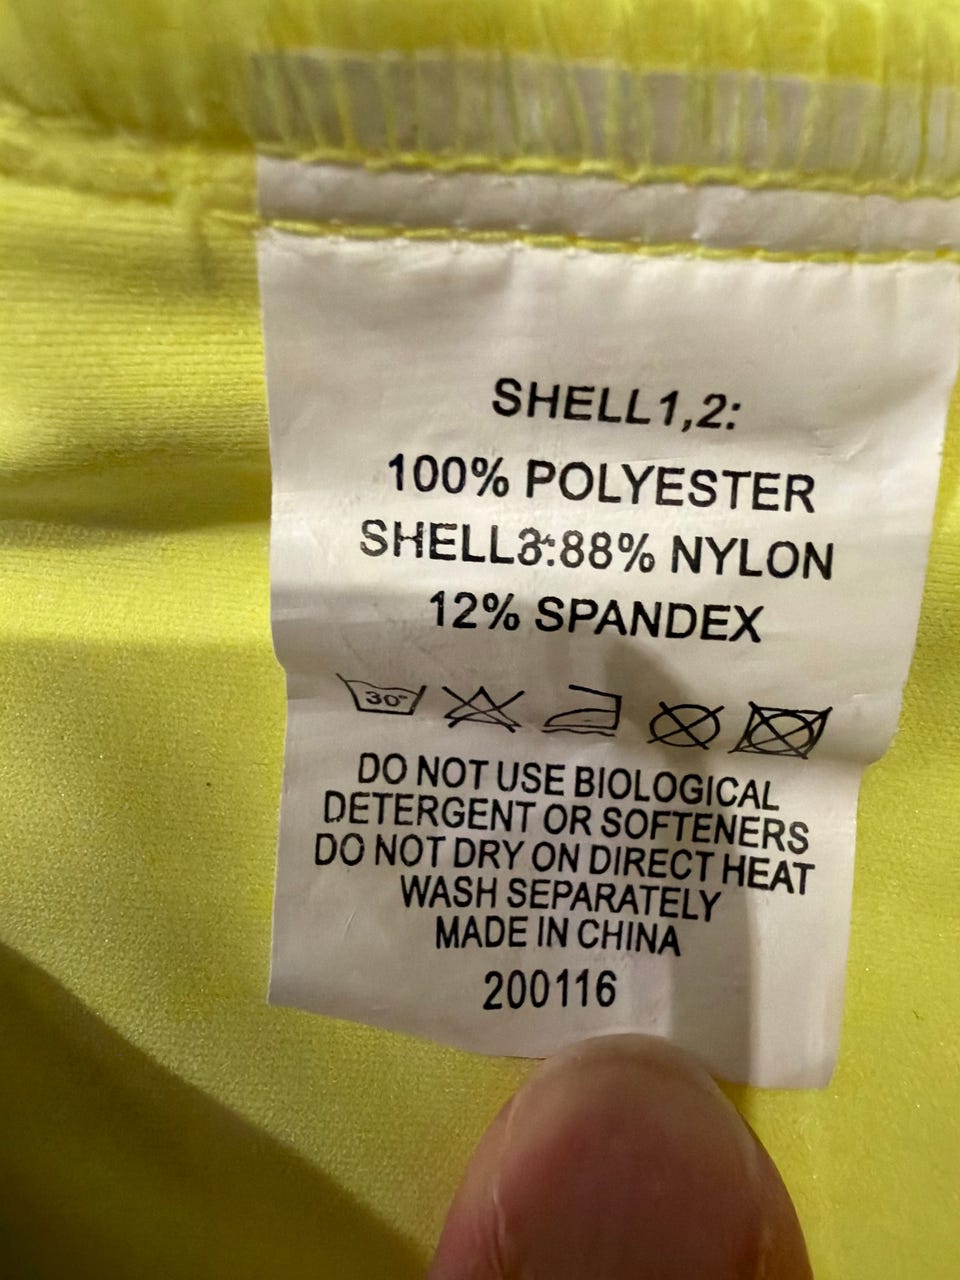 SHELL1,2:
100% POLYESTER
SHELL3:88% NYLON
12% SPANDEX
30°
DO NOT USE BIOLOGICAL
DETERGENT OR SOFTENERS
DO NOT DRY ON DIRECT HEAT
WASH SEPARATELY
MADE IN CHINA
200116